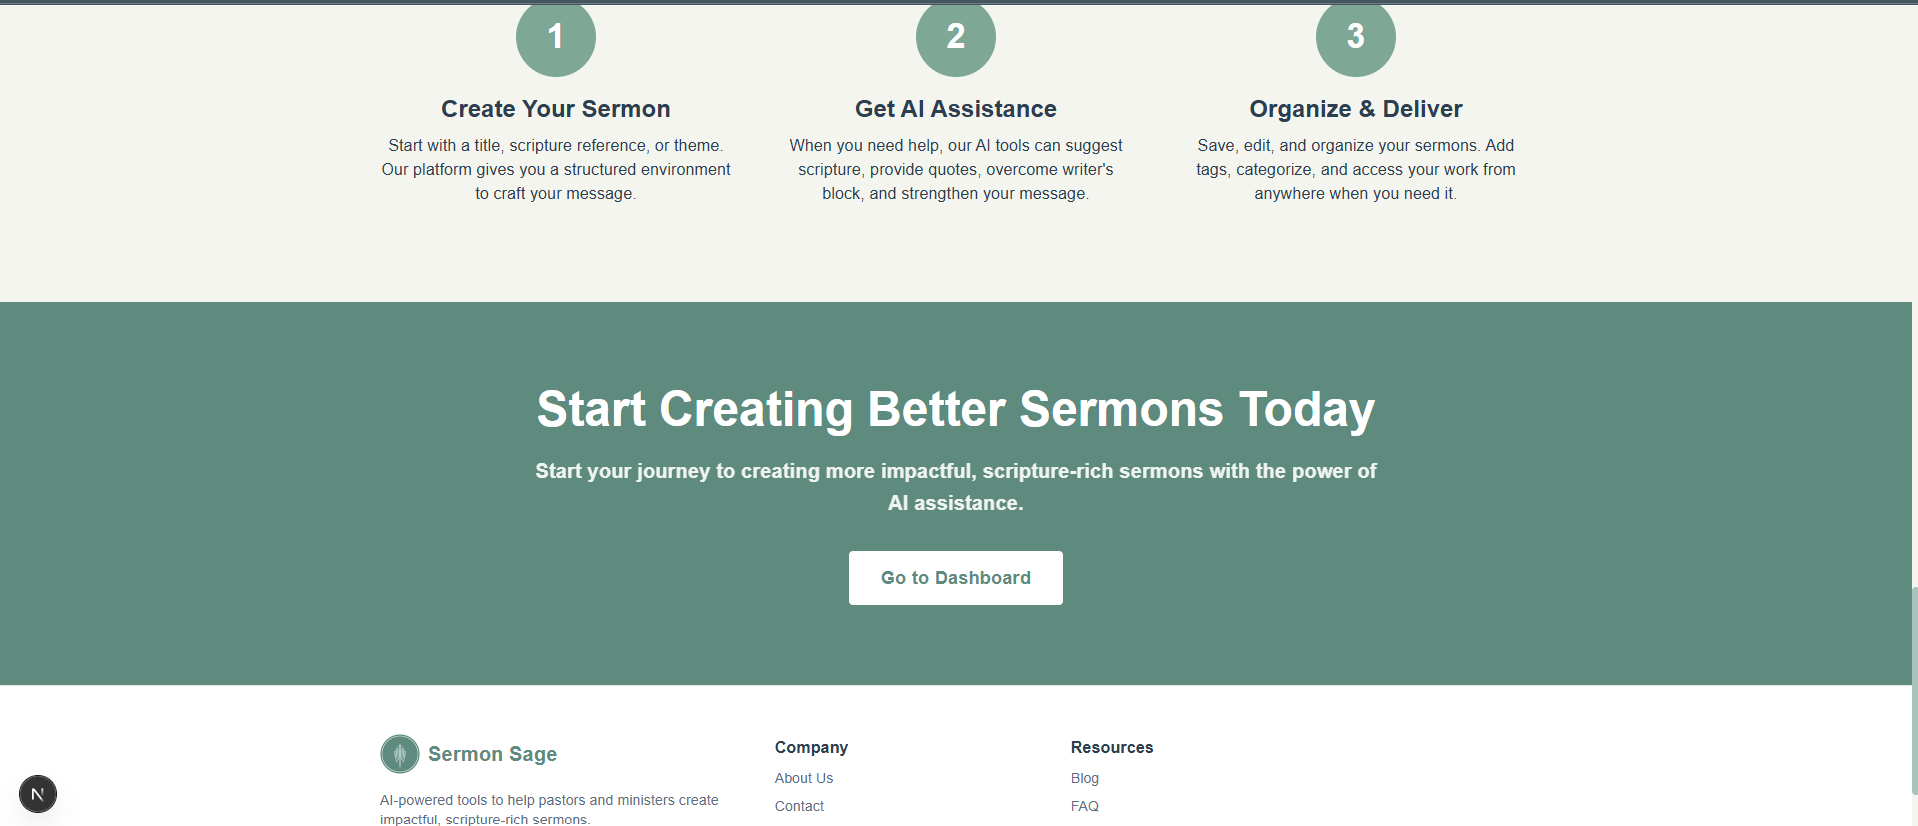 1
2
3
Create Your Sermon
Start with a title, scripture reference, or theme.
Our platform gives you a structured environment
to craft your message.
Get AI Assistance
When you need help, our AI tools can suggest
scripture, provide quotes, overcome writer's
block, and strengthen your message.
Organize & Deliver
Save, edit, and organize your sermons. Add
tags, categorize, and access your work from
anywhere when you need it.
Start Creating Better Sermons Today
Start your journey to creating more impactful, scripture-rich sermons with the power of
AI assistance.
Go to Dashboard
Sermon Sage
AI-powered tools to help pastors and ministers create
impactful, scripture-rich sermons.
Company
About Us
Contact
Resources
Blog
FAQ
N